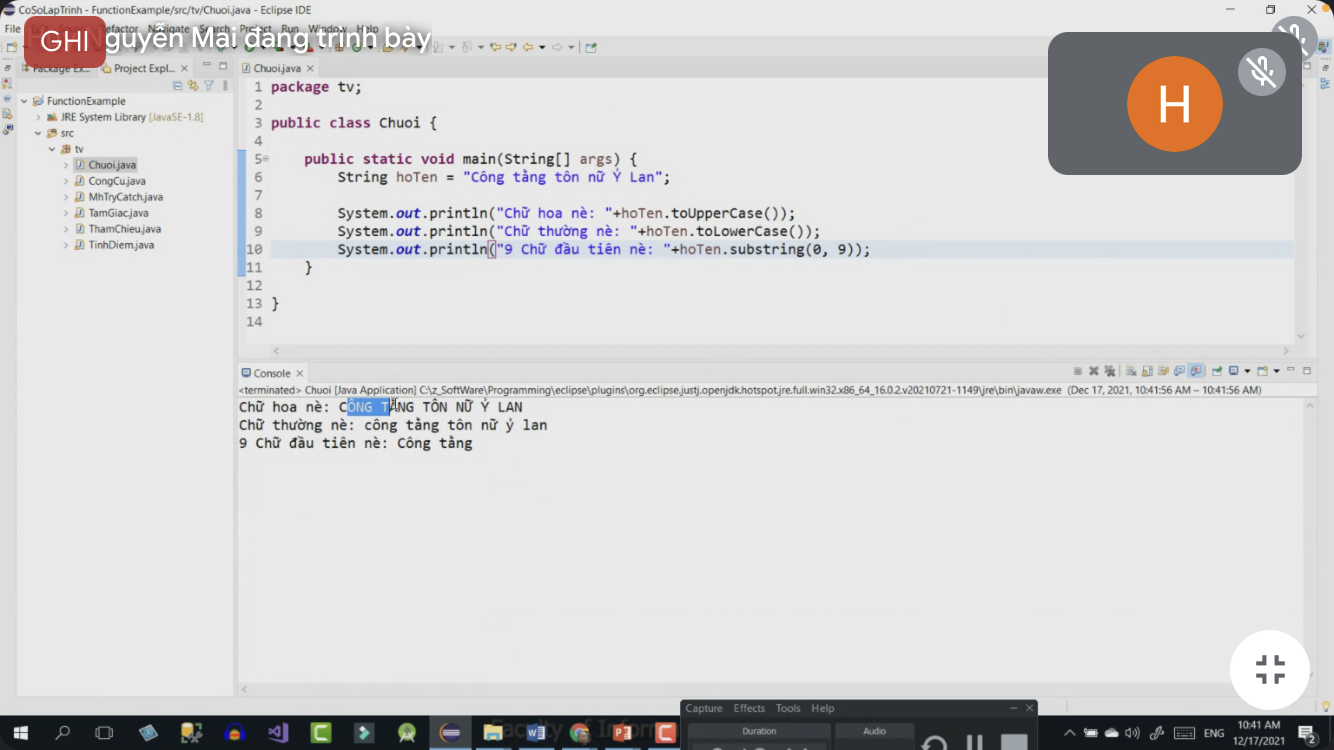 CoSoLapTrinh - FunctionExample/src/tv/Chuoi.java - Eclipse IDE
File Refactor Navigate Search Project Run Window Help
GHI guyễn Mai đang trình bày
H
Package Ex... Project Expl...
FunctionExample
JRE System Library [JavaSE-1.8]
src
tv
Chuoi.java
CongCu.java
MhTryCatch.java
TamGiac.java
ThamChieu.java
TinhDiem.java
Chuoi.java
1 package tv;
2
3 public class Chuoi {
4
5 public static void main(String[] args) {
6 String hoTen = "Công tằng tôn nữ Ỷ Lan";
7
8 System.out.println("Chữ hoa nè: "+hoTen.toUpperCase());
9 System.out.println("Chữ thường nè: "+hoTen.toLowerCase());
10 System.out.println("9 Chữ đầu tiên nè: "+hoTen.substring(0, 9));
11 }
12
13 }
14
Console
<terminated> Chuoi [Java Application] C:\z_SoftWare\Programming\eclipse\plugins\org.eclipse.justj.openjdk.hotspot.jre.full.win32.x86_64_16.0.2.v20210721-1149\jre\bin\javaw.exe (Dec 17, 2021, 10:41:56 AM – 10:41:56 AM)
Chữ hoa nè: CÔNG TẰNG TÔN NỮ Ỷ LAN
Chữ thường nè: công tằng tôn nữ ỷ lan
9 Chữ đầu tiên nè: Công tằng
Capture Effects Tools Help
Duration Audio
Faculty of Inform
ENG
10:41 AM
12/17/2021
2